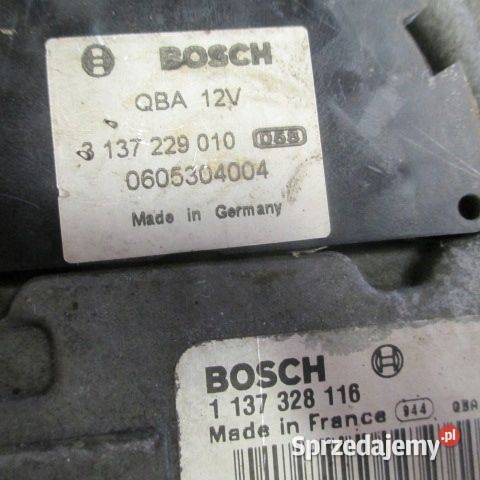 BOSCH
QBA 12V
3 137 229 010 068
0605304004
Made in Germany
BOSCH
1 137 328 116
Made in France 944 QBA
Sprzedajemy.pl